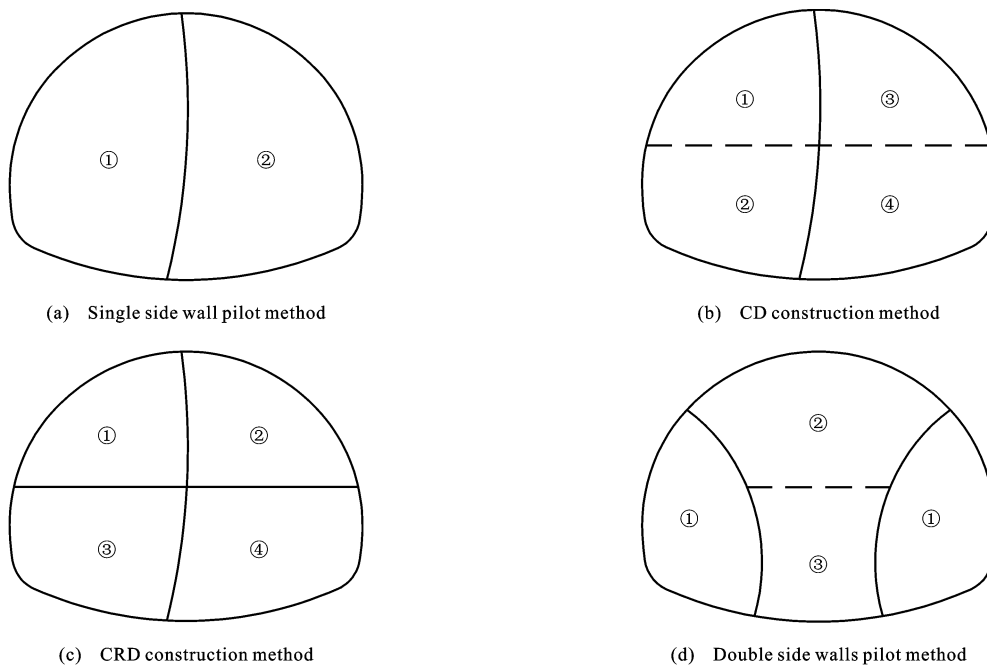 ① ②
(a) Single side wall pilot method
① ③
② ④
(b) CD construction method
① ②
③ ④
(c) CRD construction method
②
① ①
③
(d) Double side walls pilot method